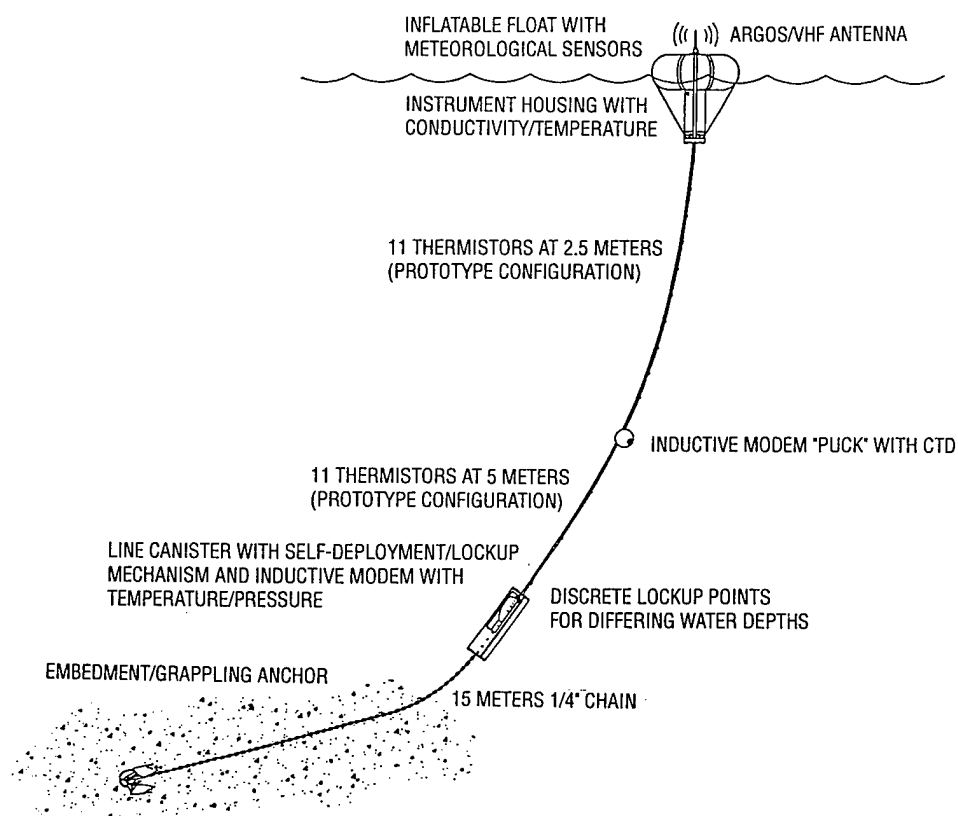 INFLATABLE FLOAT WITH
METEOROLOGICAL SENSORS
ARGOS/VHF ANTENNA
INSTRUMENT HOUSING WITH
CONDUCTIVITY/TEMPERATURE
11 THERMISTORS AT 2.5 METERS
(PROTOTYPE CONFIGURATION)
INDUCTIVE MODEM "PUCK" WITH CTD
11 THERMISTORS AT 5 METERS
(PROTOTYPE CONFIGURATION)
LINE CANISTER WITH SELF-DEPLOYMENT/LOCKUP
MECHANISM AND INDUCTIVE MODEM WITH
TEMPERATURE/PRESSURE
DISCRETE LOCKUP POINTS
FOR DIFFERING WATER DEPTHS
EMBEDMENT/GRAPPLING ANCHOR
15 METERS 1/4" CHAIN